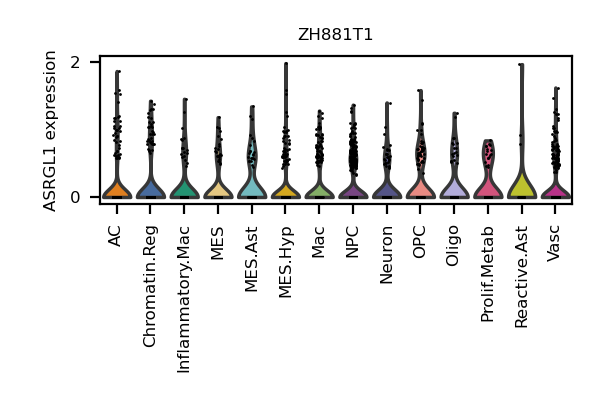 ZH881T1
ASRGL1 expression
2
0
AC
Chromatin.Reg
Inflammatory.Mac
MES
MES.Ast
MES.Hyp
Mac
NPC
Neuron
OPC
Oligo
Prolif.Metab
Reactive.Ast
Vasc